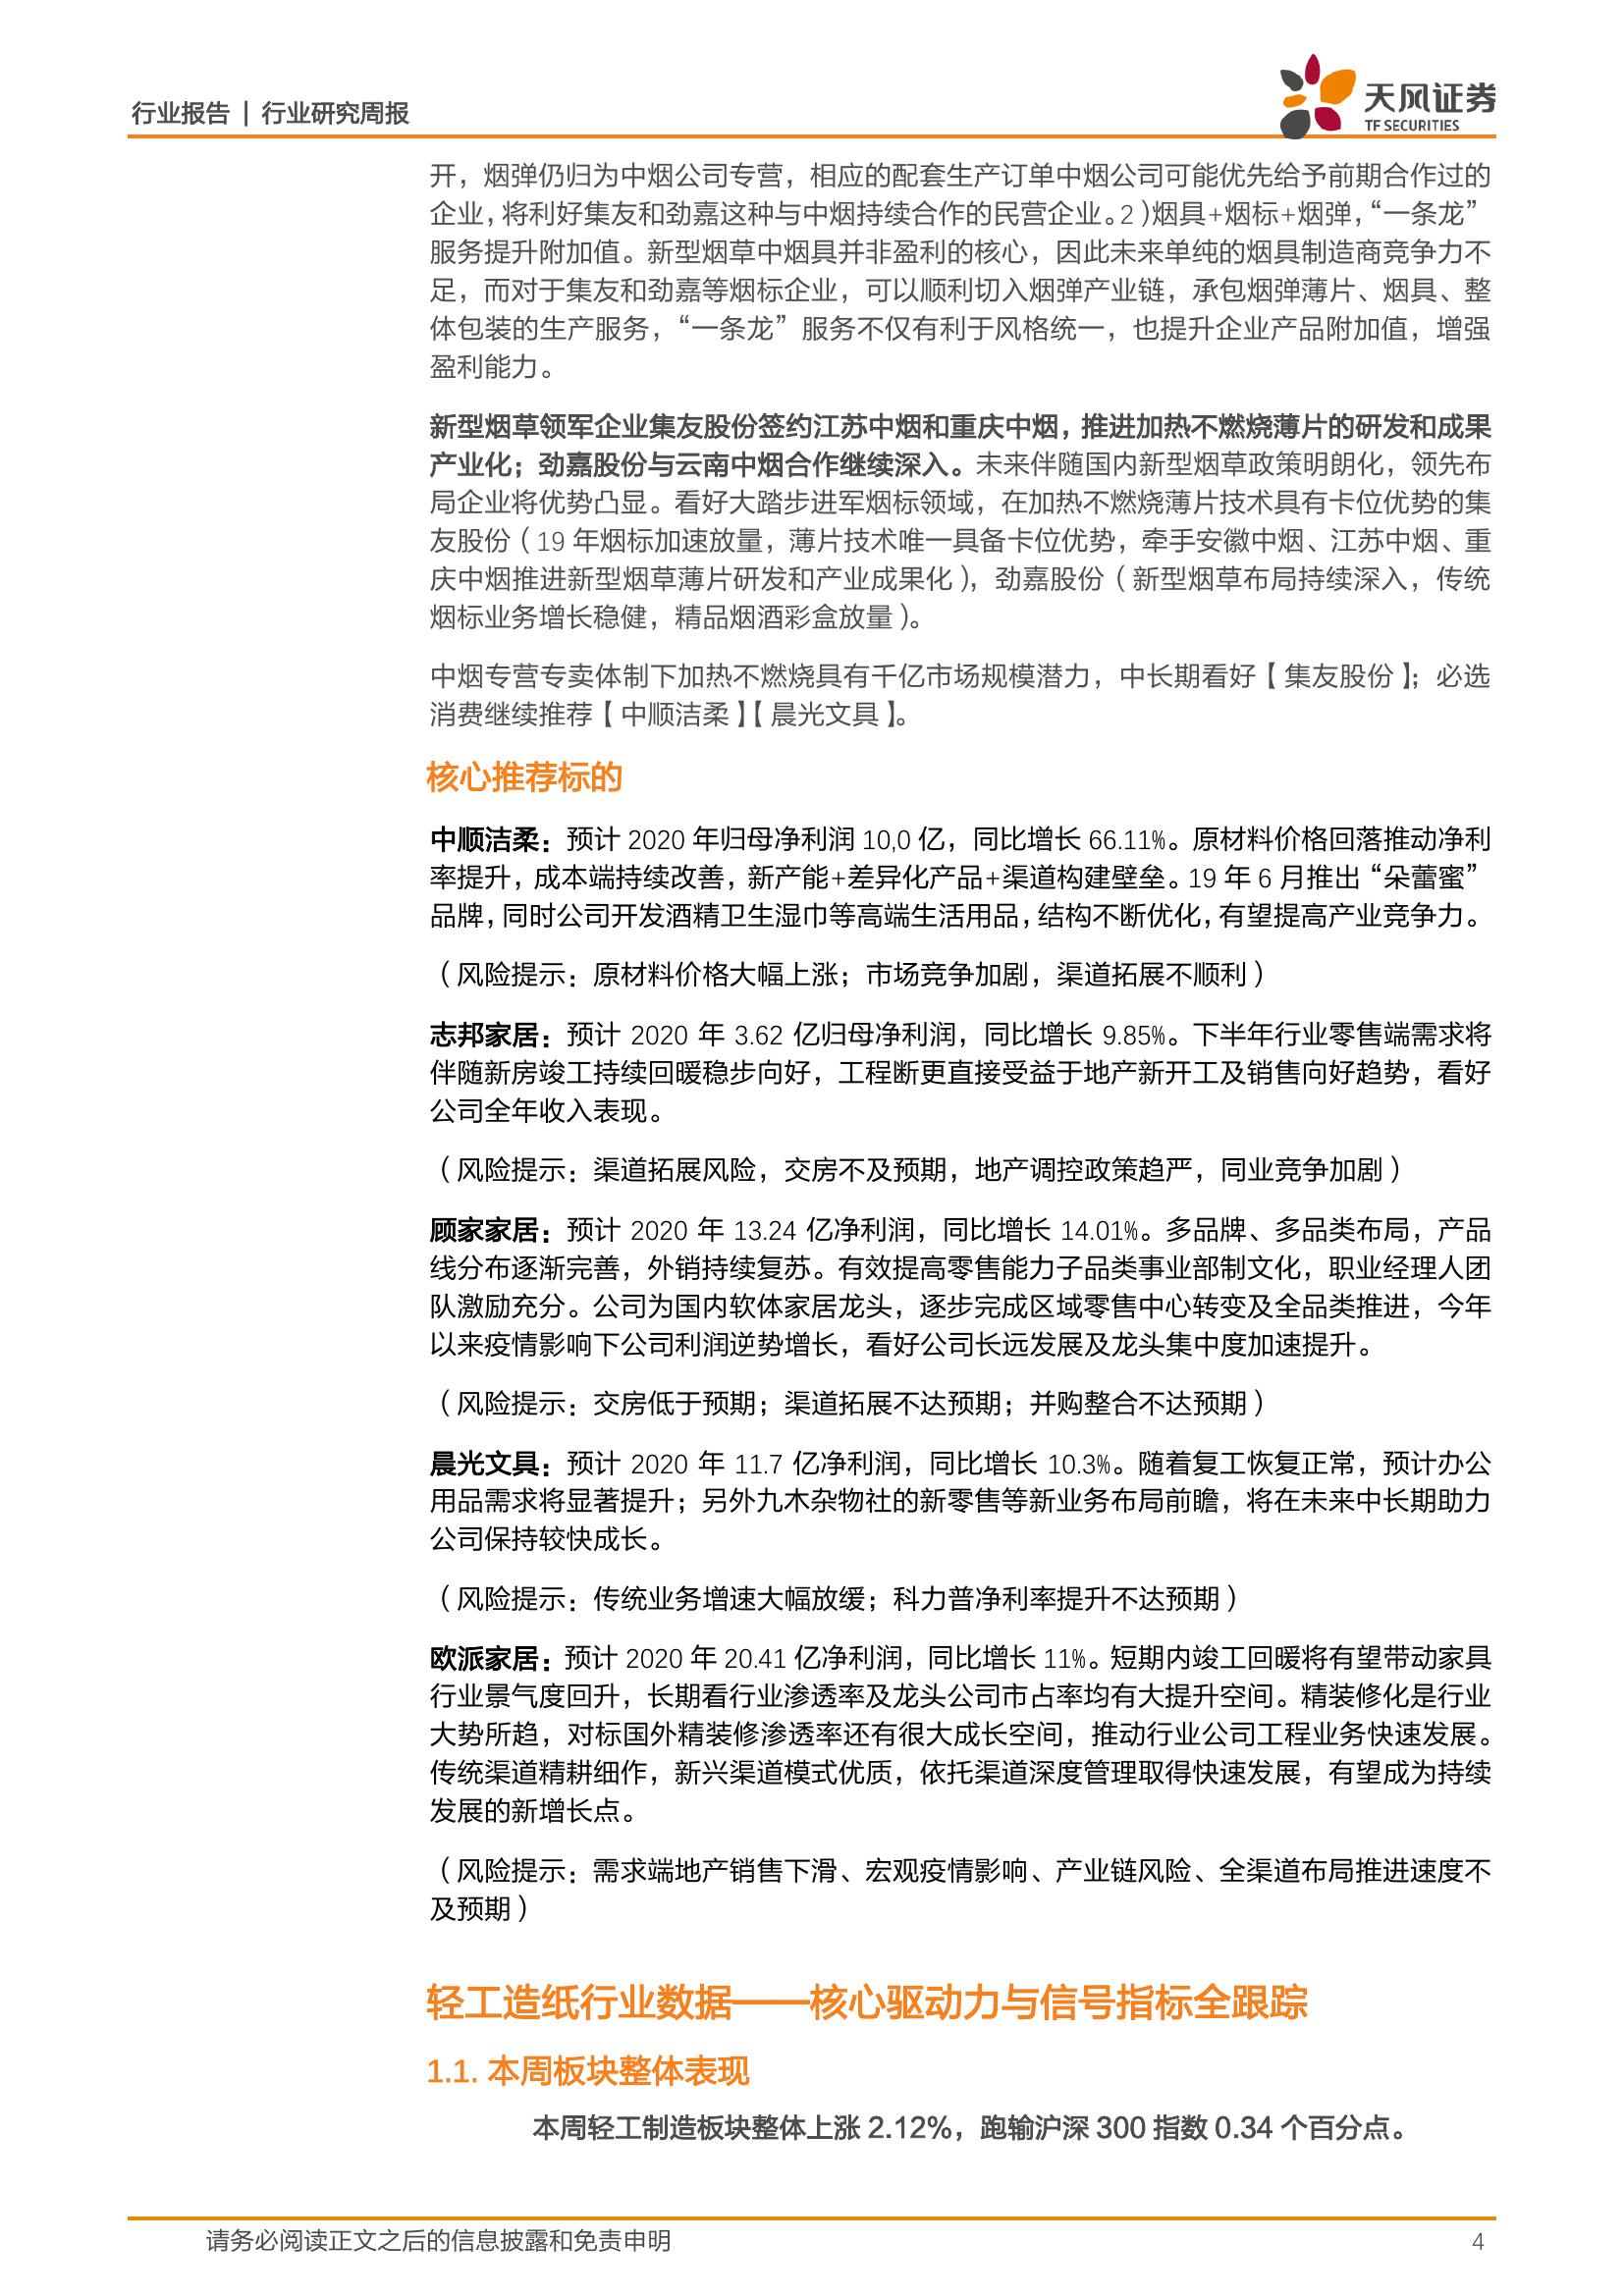 行业报告 | 行业研究周报
天风证券
TF SECURITIES
开，烟弹仍归为中烟公司专营，相应的配套生产订单中烟公司可能优先给予前期合作过的
企业，将利好集友和劲嘉这种与中烟持续合作的民营企业。2）烟具+烟标+烟弹，“一条龙”
服务提升附加值。新型烟草中烟具并非盈利的核心，因此未来单纯的烟具制造商竞争力不
足，而对于集友和劲嘉等烟标企业，可以顺利切入烟弹产业链，承包烟弹薄片、烟具、整
体包装的生产服务，“一条龙”服务不仅有利于风格统一，也提升企业产品附加值，增强
盈利能力。
新型烟草领军企业集友股份签约江苏中烟和重庆中烟，推进加热不燃烧薄片的研发和成果
产业化；劲嘉股份与云南中烟合作继续深入。未来伴随国内新型烟草政策明朗化，领先布
局企业将优势凸显。看好大踏步进军烟标领域，在加热不燃烧薄片技术具有卡位优势的集
友股份（19 年烟标加速放量，薄片技术唯一具备卡位优势，牵手安徽中烟、江苏中烟、重
庆中烟推进新型烟草薄片研发和产业成果化），劲嘉股份（新型烟草布局持续深入，传统
烟标业务增长稳健，精品烟酒彩盒放量）。
中烟专营专卖体制下加热不燃烧具有千亿市场规模潜力，中长期看好【集友股份】；必选
消费继续推荐【中顺洁柔】【晨光文具】。
核心推荐标的
中顺洁柔：预计 2020 年归母净利润 10,0 亿，同比增长 66.11%。原材料价格回落推动净利
率提升，成本端持续改善，新产能+差异化产品+渠道构建壁垒。19 年 6 月推出“朵蕾蜜”
品牌，同时公司开发酒精卫生湿巾等高端生活用品，结构不断优化，有望提高产业竞争力。
（风险提示：原材料价格大幅上涨；市场竞争加剧，渠道拓展不顺利）
志邦家居：预计 2020 年 3.62 亿归母净利润，同比增长 9.85%。下半年行业零售端需求将
伴随新房竣工持续回暖稳步向好，工程断更直接受益于地产新开工及销售向好趋势，看好
公司全年收入表现。
（风险提示：渠道拓展风险，交房不及预期，地产调控政策趋严，同业竞争加剧）
顾家家居：预计 2020 年 13.24 亿净利润，同比增长 14.01%。多品牌、多品类布局，产品
线分布逐渐完善，外销持续复苏。有效提高零售能力子品类事业部制文化，职业经理人团
队激励充分。公司为国内软体家居龙头，逐步完成区域零售中心转变及全品类推进，今年
以来疫情影响下公司利润逆势增长，看好公司长远发展及龙头集中度加速提升。
（风险提示：交房低于预期；渠道拓展不达预期；并购整合不达预期）
晨光文具：预计 2020 年 11.7 亿净利润，同比增长 10.3%。随着复工恢复正常，预计办公
用品需求将显著提升；另外九木杂物社的新零售等新业务布局前瞻，将在未来中长期助力
公司保持较快成长。
（风险提示：传统业务增速大幅放缓；科力普净利率提升不达预期）
欧派家居：预计 2020 年 20.41 亿净利润，同比增长 11%。短期内竣工回暖将有望带动家具
行业景气度回升，长期看行业渗透率及龙头公司市占率均有大提升空间。精装修化是行业
大势所趋，对标国外精装修渗透率还有很大成长空间，推动行业公司工程业务快速发展。
传统渠道精耕细作，新兴渠道模式优质，依托渠道深度管理取得快速发展，有望成为持续
发展的新增长点。
（风险提示：需求端地产销售下滑、宏观疫情影响、产业链风险、全渠道布局推进速度不
及预期）
轻工造纸行业数据——核心驱动力与信号指标全跟踪
1.1. 本周板块整体表现
本周轻工制造板块整体上涨 2.12%，跑输沪深 300 指数 0.34 个百分点。
请务必阅读正文之后的信息披露和免责申明
4